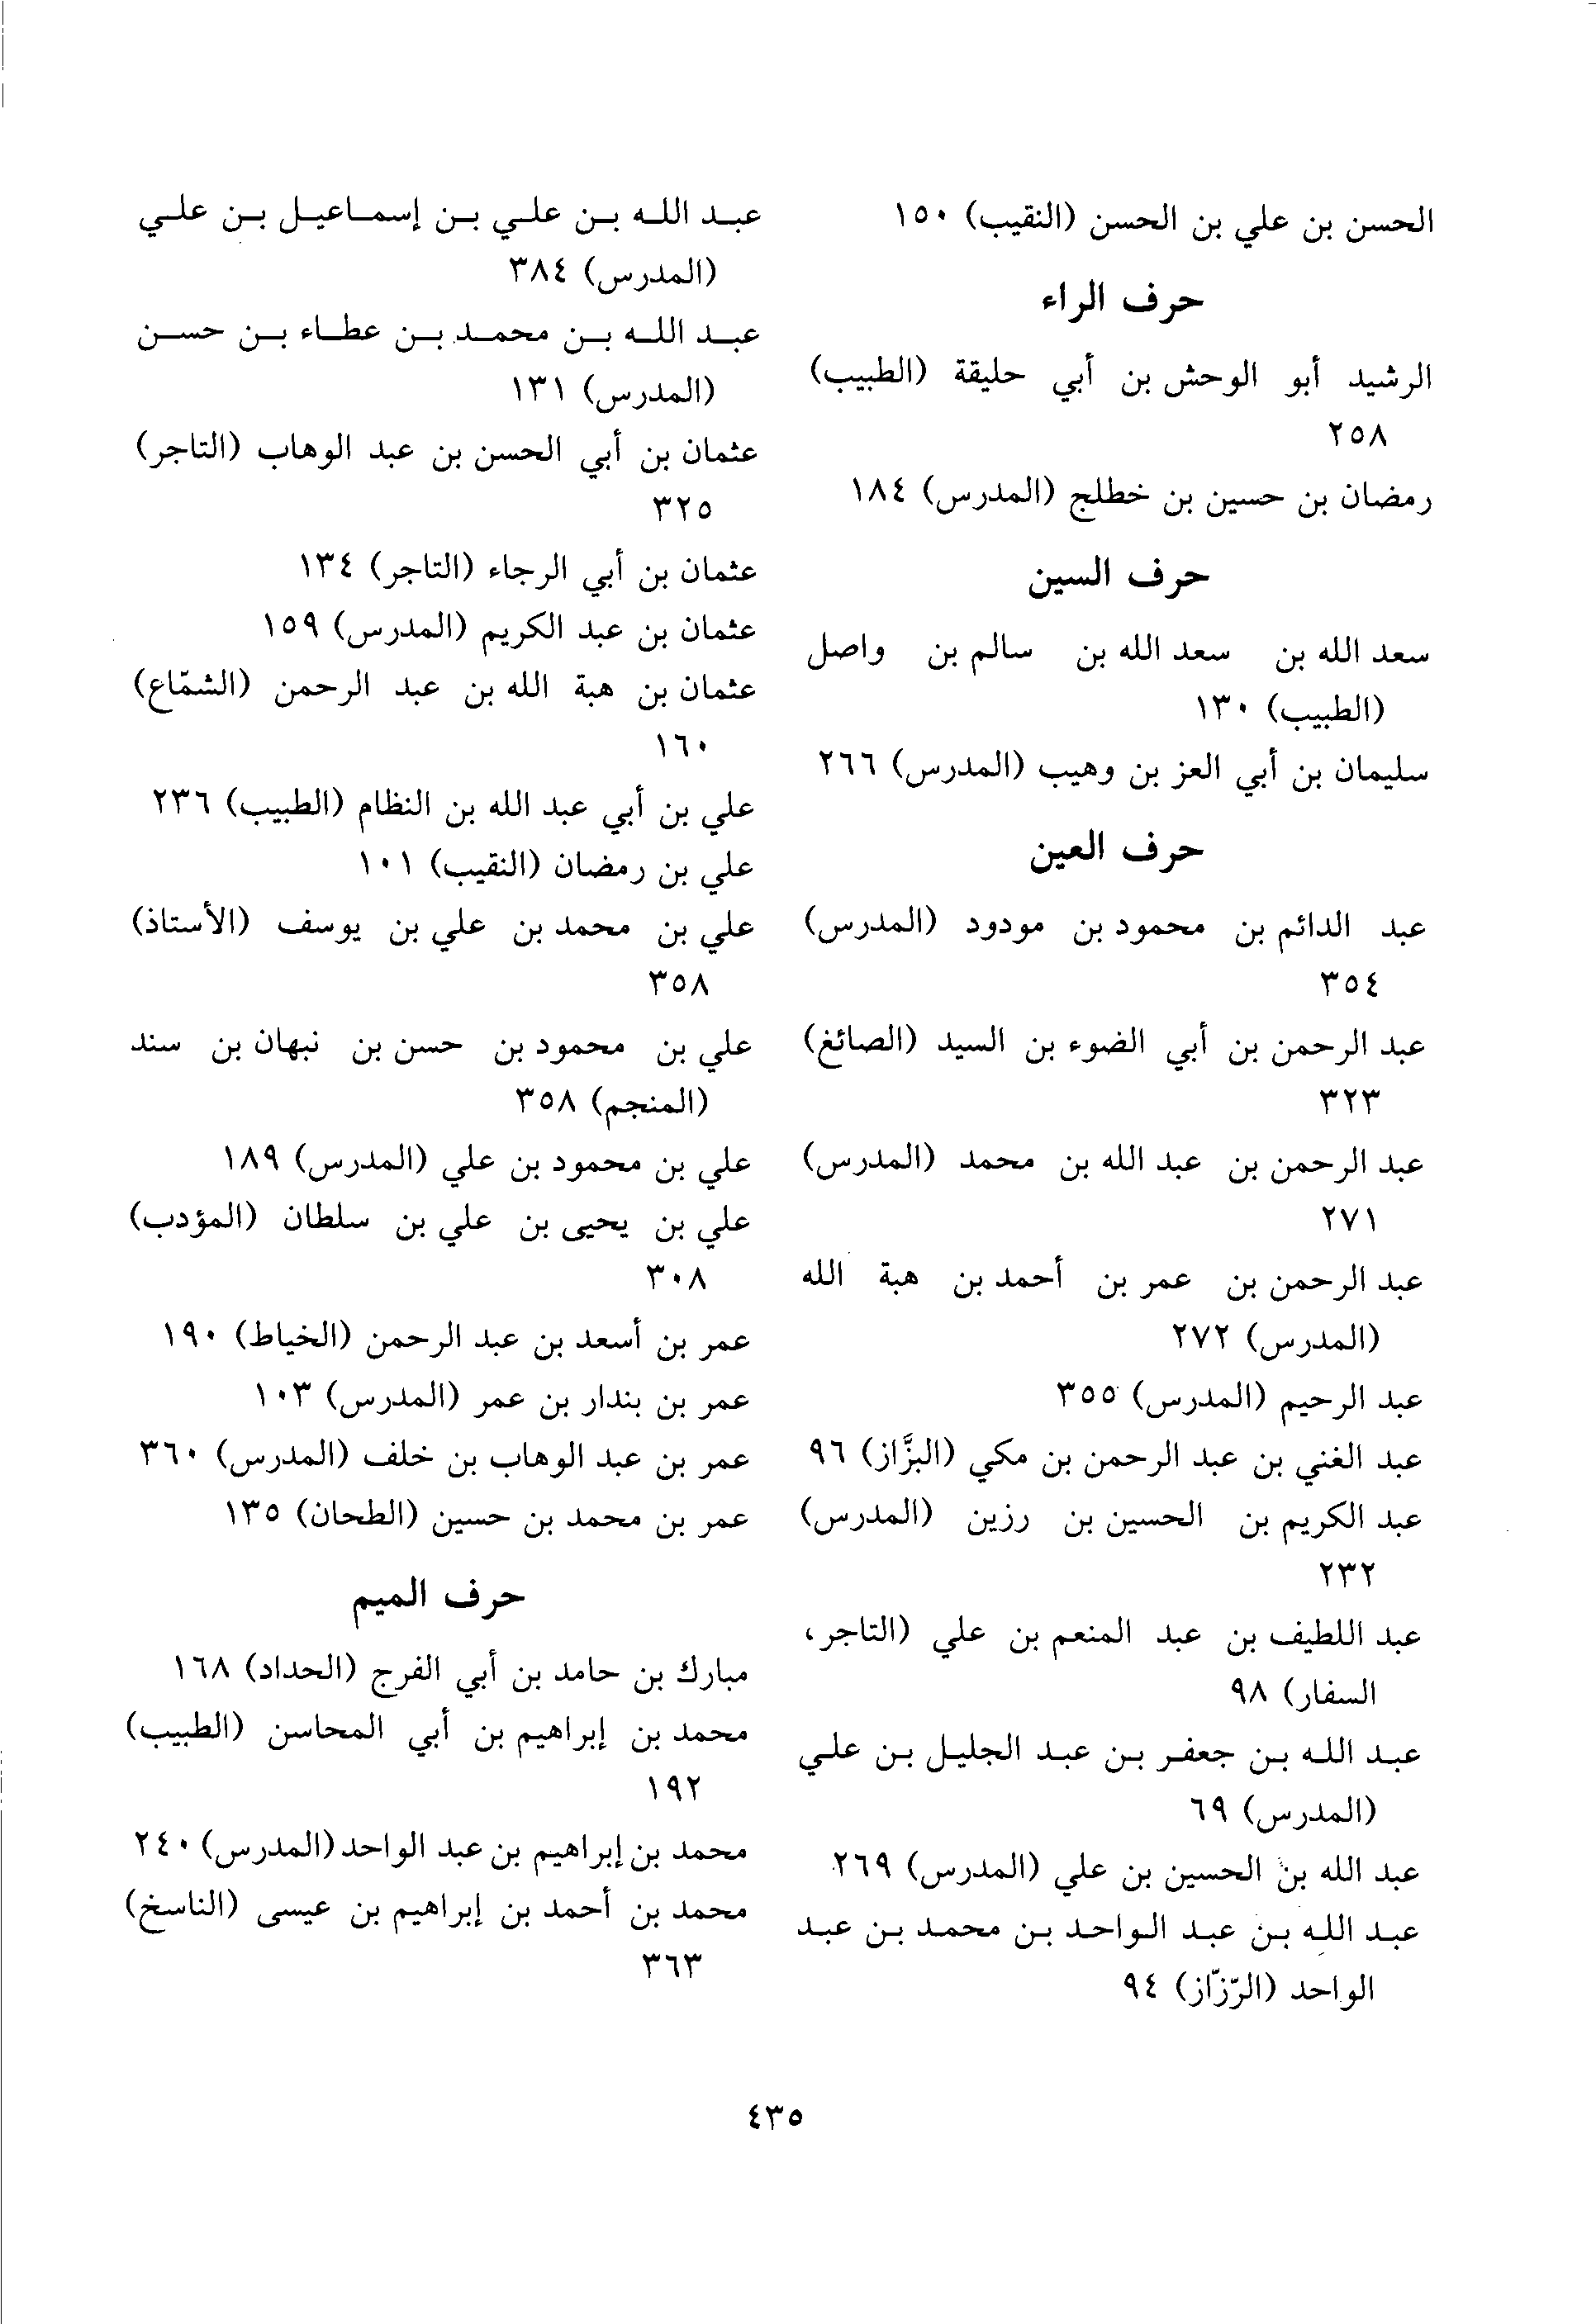 الحسن بن علي بن الحسن (النقيب) ١٥٠
حرف الراء
الرشيد أبو الوحش بن أبي حليقة (الطبيب)
٢٥٨
رمضان بن حسين بن خطلج (المدرس) ١٨٤
حرف السين
سعد الله بن سعد الله بن سالم بن واصل
(الطبيب) ١٣٠
سليمان بن أبي العز بن وهيب (المدرس) ٢٦٦
حرف العين
عبد الدائم بن محمود بن مودود (المدرس)
٣٥٤
عبد الرحمن بن أبي الضوء بن السيد (الصائغ)
٣٢٣
عبد الرحمن بن عبد الله بن محمد (المدرس)
٢٧١
عبد الرحمن بن عمر بن أحمد بن هبة الله
(المدرس) ٢٧٢
عبد الرحيم (المدرس) ٣٥٥
عبد الغني بن عبد الرحمن بن مكي (البزَّاز) ٩٦
عبد الكريم بن الحسين بن رزين (المدرس)
٢٣٢
عبد اللطيف بن عبد المنعم بن علي (التاجر،
السفار) ٩٨
عبد الله بن جعفر بن عبد الجليل بن علي
(المدرس) ٦٩
عبد الله بن الحسين بن علي (المدرس) ٢٦٩
عبد الله بن عبد الواحد بن محمد بن عبد
الواحد (الرّزّاز) ٩٤
عبد الله بن علي بن إسماعيل بن علي
(المدرس) ٣٨٤
عبد الله بن محمد بن عطاء بن حسن
(المدرس) ١٣١
عثمان بن أبي الحسن بن عبد الوهاب (التاجر)
٣٢٥
عثمان بن أبي الرجاء (التاجر) ١٣٤
عثمان بن عبد الكريم (المدرس) ١٥٩
عثمان بن هبة الله بن عبد الرحمن (الشمّاع)
١٦٠
علي بن أبي عبد الله بن النظام (الطبيب) ٢٣٦
علي بن رمضان (النقيب) ١٠١
علي بن محمد بن علي بن يوسف (الأستاذ)
٣٥٨
علي بن محمود بن حسن بن نبهان بن سند
(المنجم) ٣٥٨
علي بن محمود بن علي (المدرس) ١٨٩
علي بن يحيى بن علي بن سلطان (المؤدب)
٣٠٨
عمر بن أسعد بن عبد الرحمن (الخياط) ١٩٠
عمر بن بندار بن عمر (المدرس) ١٠٣
عمر بن عبد الوهاب بن خلف (المدرس) ٣٦٠
عمر بن محمد بن حسين (الطحان) ١٣٥
حرف الميم
مبارك بن حامد بن أبي الفرج (الحداد) ١٦٨
محمد بن إبراهيم بن أبي المحاسن (الطبيب)
١٩٢
محمد بن إبراهيم بن عبد الواحد (المدرس) ٢٤٠
محمد بن أحمد بن إبراهيم بن عيسى (الناسخ)
٣٦٣
٤٣٥